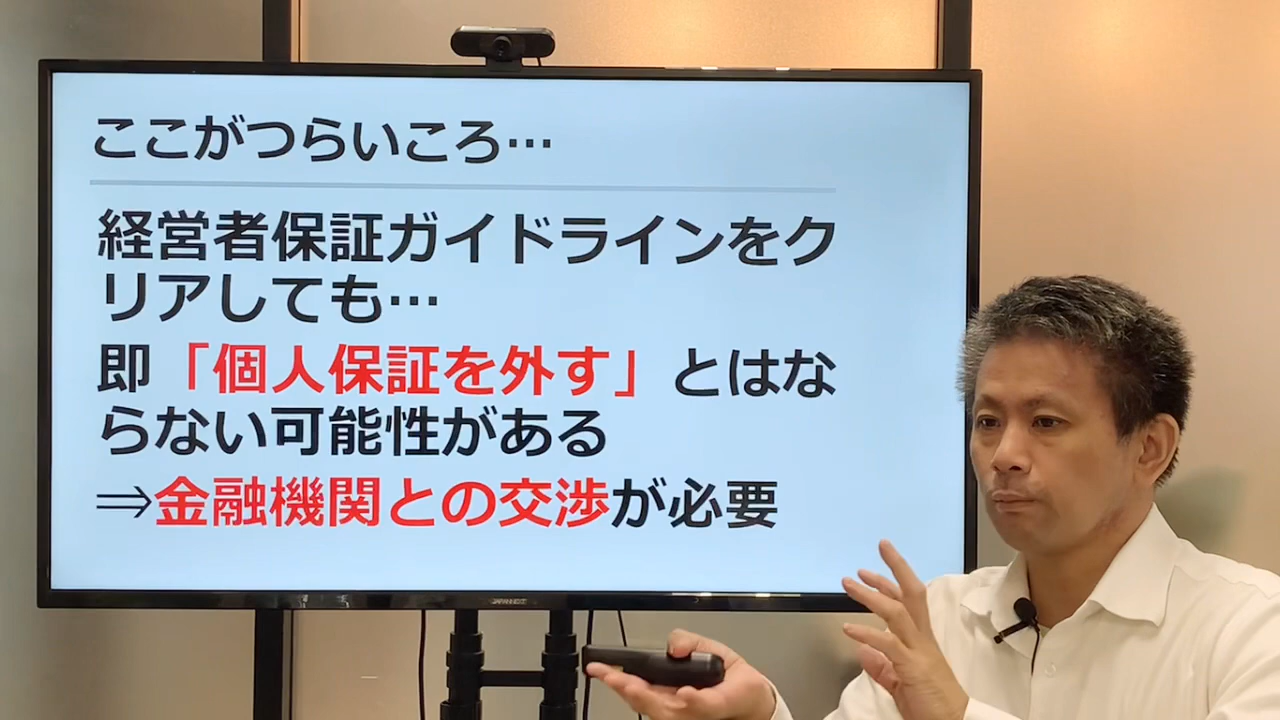 ここがつらいころ…
経営者保証ガイドラインをク
リアしても…
即「個人保証を外す」とはな
らない可能性がある
⇒金融機関との交渉が必要